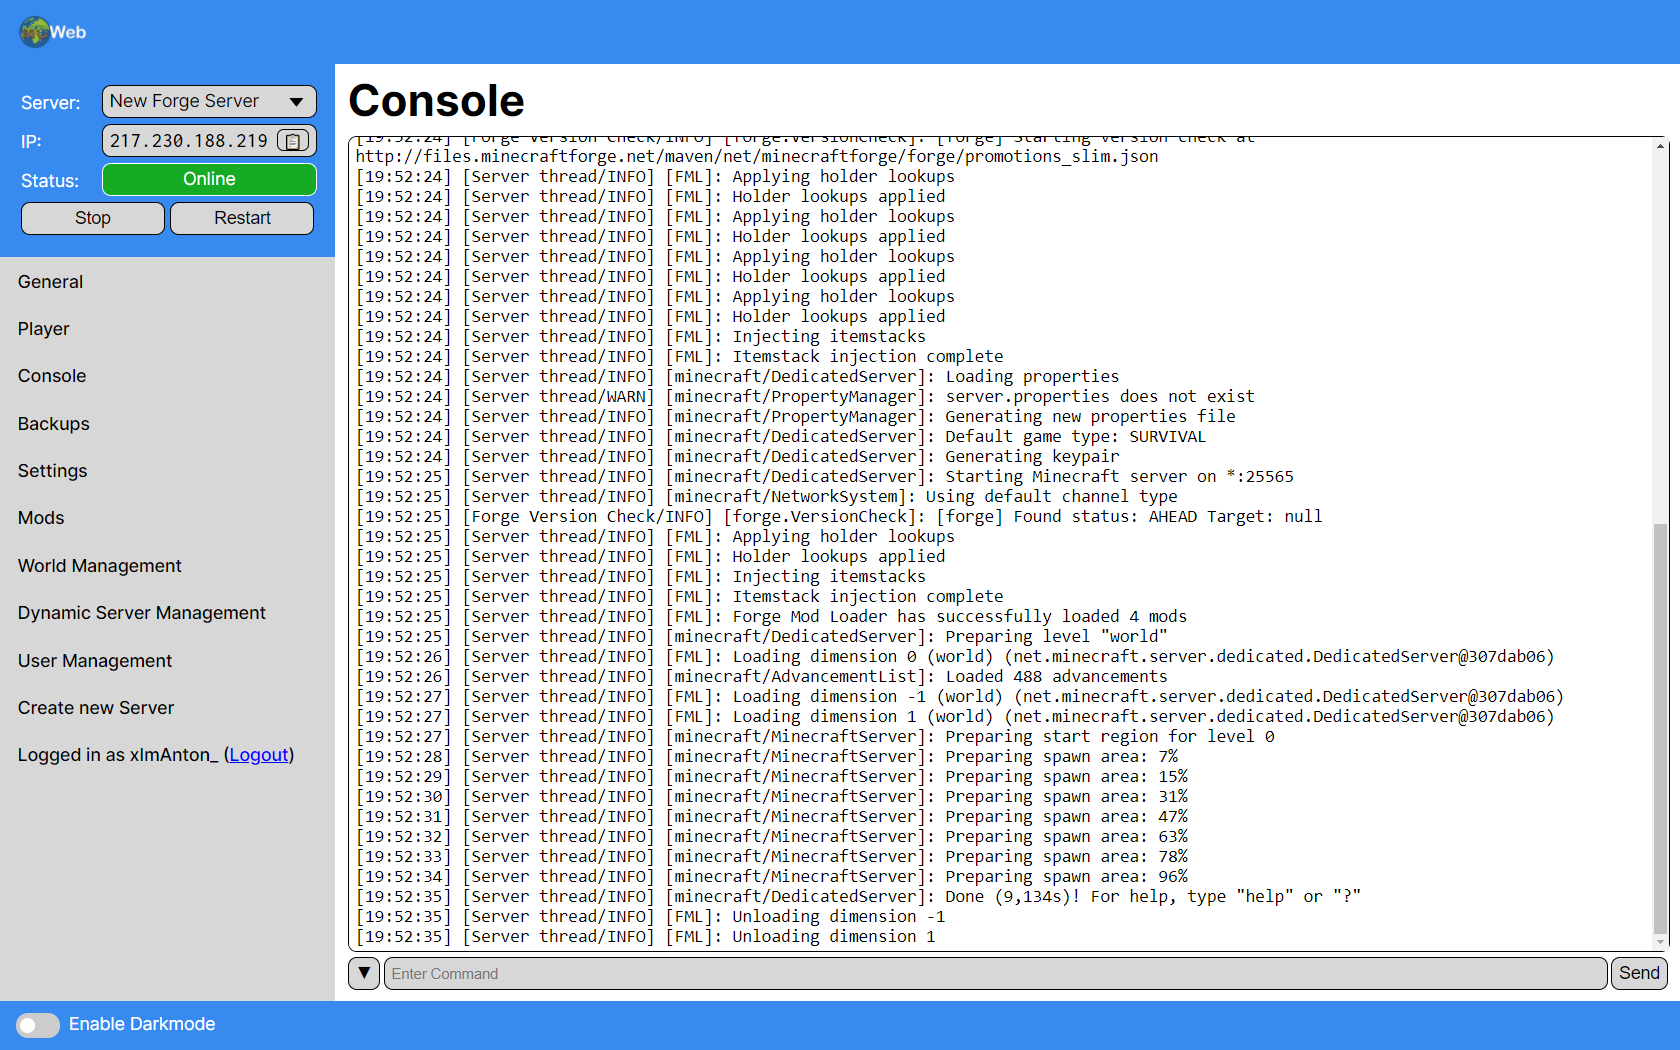 Web
Server:
New Forge Server
IP:
217.230.188.219
Status:
Online
Stop
Restart
General
Player
Console
Backups
Settings
Mods
World Management
Dynamic Server Management
User Management
Create new Server
Logged in as xImAnton_ (Logout)
Console
[19:52:24] [Forge Version Check/INFO] [forge.VersionCheck]: [forge] Starting version check at
http://files.minecraftforge.net/maven/net/minecraftforge/forge/promotions_slim.json
[19:52:24] [Server thread/INFO] [FML]: Applying holder lookups
[19:52:24] [Server thread/INFO] [FML]: Holder lookups applied
[19:52:24] [Server thread/INFO] [FML]: Applying holder lookups
[19:52:24] [Server thread/INFO] [FML]: Holder lookups applied
[19:52:24] [Server thread/INFO] [FML]: Applying holder lookups
[19:52:24] [Server thread/INFO] [FML]: Holder lookups applied
[19:52:24] [Server thread/INFO] [FML]: Applying holder lookups
[19:52:24] [Server thread/INFO] [FML]: Holder lookups applied
[19:52:24] [Server thread/INFO] [FML]: Injecting itemstacks
[19:52:24] [Server thread/INFO] [FML]: Itemstack injection complete
[19:52:24] [Server thread/INFO] [minecraft/DedicatedServer]: Loading properties
[19:52:24] [Server thread/WARN] [minecraft/PropertyManager]: server.properties does not exist
[19:52:24] [Server thread/INFO] [minecraft/PropertyManager]: Generating new properties file
[19:52:24] [Server thread/INFO] [minecraft/DedicatedServer]: Default game type: SURVIVAL
[19:52:24] [Server thread/INFO] [minecraft/DedicatedServer]: Generating keypair
[19:52:25] [Server thread/INFO] [minecraft/DedicatedServer]: Starting Minecraft server on *:25565
[19:52:25] [Server thread/INFO] [minecraft/NetworkSystem]: Using default channel type
[19:52:25] [Forge Version Check/INFO] [forge.VersionCheck]: [forge] Found status: AHEAD Target: null
[19:52:25] [Server thread/INFO] [FML]: Applying holder lookups
[19:52:25] [Server thread/INFO] [FML]: Holder lookups applied
[19:52:25] [Server thread/INFO] [FML]: Injecting itemstacks
[19:52:25] [Server thread/INFO] [FML]: Itemstack injection complete
[19:52:25] [Server thread/INFO] [FML]: Forge Mod Loader has successfully loaded 4 mods
[19:52:25] [Server thread/INFO] [minecraft/DedicatedServer]: Preparing level "world"
[19:52:26] [Server thread/INFO] [FML]: Loading dimension 0 (world) (net.minecraft.server.dedicated.DedicatedServer@307dab06)
[19:52:26] [Server thread/INFO] [minecraft/AdvancementList]: Loaded 488 advancements
[19:52:27] [Server thread/INFO] [FML]: Loading dimension -1 (world) (net.minecraft.server.dedicated.DedicatedServer@307dab06)
[19:52:27] [Server thread/INFO] [FML]: Loading dimension 1 (world) (net.minecraft.server.dedicated.DedicatedServer@307dab06)
[19:52:27] [Server thread/INFO] [minecraft/MinecraftServer]: Preparing start region for level 0
[19:52:28] [Server thread/INFO] [minecraft/MinecraftServer]: Preparing spawn area: 7%
[19:52:29] [Server thread/INFO] [minecraft/MinecraftServer]: Preparing spawn area: 15%
[19:52:30] [Server thread/INFO] [minecraft/MinecraftServer]: Preparing spawn area: 31%
[19:52:31] [Server thread/INFO] [minecraft/MinecraftServer]: Preparing spawn area: 47%
[19:52:32] [Server thread/INFO] [minecraft/MinecraftServer]: Preparing spawn area: 63%
[19:52:33] [Server thread/INFO] [minecraft/MinecraftServer]: Preparing spawn area: 78%
[19:52:34] [Server thread/INFO] [minecraft/MinecraftServer]: Preparing spawn area: 96%
[19:52:35] [Server thread/INFO] [minecraft/DedicatedServer]: Done (9,134s)! For help, type "help" or "?"
[19:52:35] [Server thread/INFO] [FML]: Unloading dimension -1
[19:52:35] [Server thread/INFO] [FML]: Unloading dimension 1
Enter Command
Send
Enable Darkmode